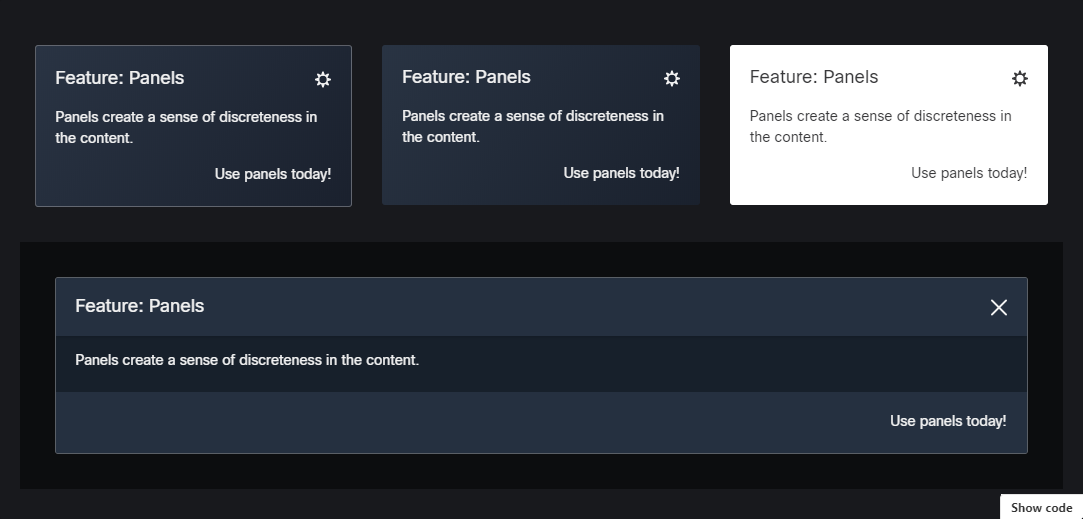 Feature: Panels
Panels create a sense of discreteness in
the content.
Use panels today!
Feature: Panels
Panels create a sense of discreteness in
the content.
Use panels today!
Feature: Panels
Panels create a sense of discreteness in
the content.
Use panels today!
Feature: Panels
Panels create a sense of discreteness in the content.
Use panels today!
Show code